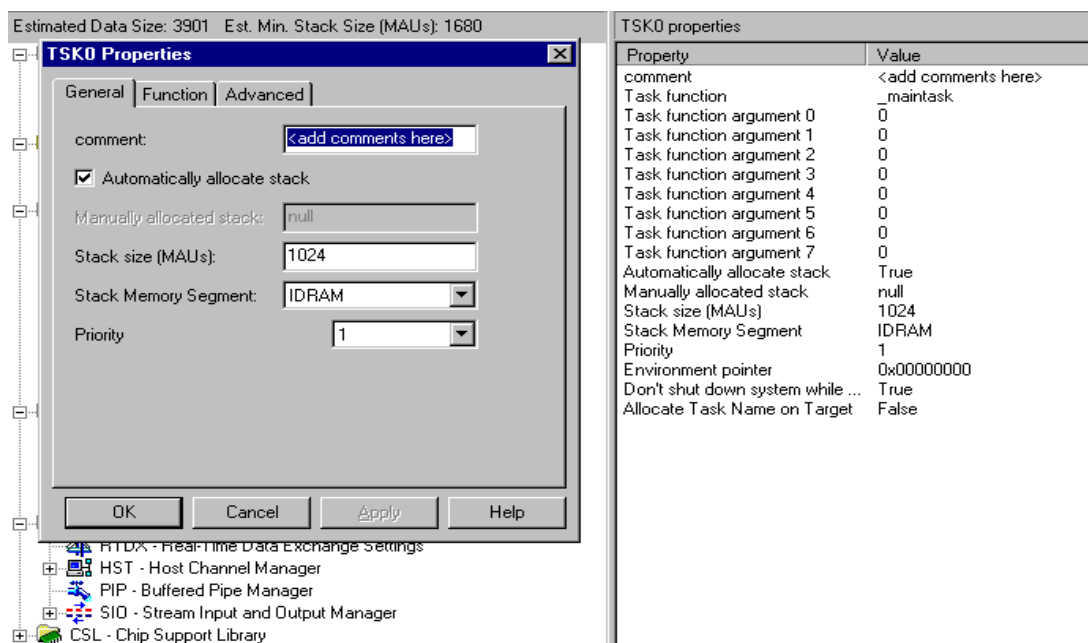 Estimated Data Size: 3901 Est. Min. Stack Size (MAUs): 1680
TSK0 Properties
General Function Advanced
comment: <add comments here>
Automatically allocate stack
Manually allocated stack: null
Stack size (MAUs): 1024
Stack Memory Segment: IDRAM
Priority 1
OK Cancel Apply Help
RTDX - Real-Time Data Exchange Settings
HST - Host Channel Manager
PIP - Buffered Pipe Manager
SIO - Stream Input and Output Manager
CSL - Chip Support Library
TSK0 properties
Property Value
comment <add comments here>
Task function _maintask
Task function argument 0 0
Task function argument 1 0
Task function argument 2 0
Task function argument 3 0
Task function argument 4 0
Task function argument 5 0
Task function argument 6 0
Task function argument 7 0
Automatically allocate stack True
Manually allocated stack null
Stack size (MAUs) 1024
Stack Memory Segment IDRAM
Priority 1
Environment pointer 0x00000000
Don't shut down system while ... True
Allocate Task Name on Target False